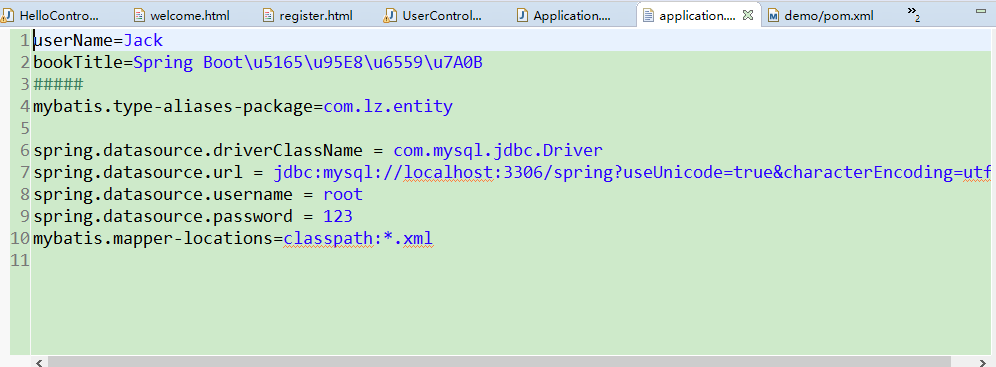 HelloContro...
welcome.html
register.html
UserControl...
Application....
application....
demo/pom.xml
»2
1 userName=Jack
2 bookTitle=Spring Boot\u5165\u95E8\u6559\u7A0B
3 #####
4 mybatis.type-aliases-package=com.lz.entity
5
6 spring.datasource.driverClassName = com.mysql.jdbc.Driver
7 spring.datasource.url = jdbc:mysql://localhost:3306/spring?useUnicode=true&characterEncoding=utf
8 spring.datasource.username = root
9 spring.datasource.password = 123
10 mybatis.mapper-locations=classpath:*.xml
11